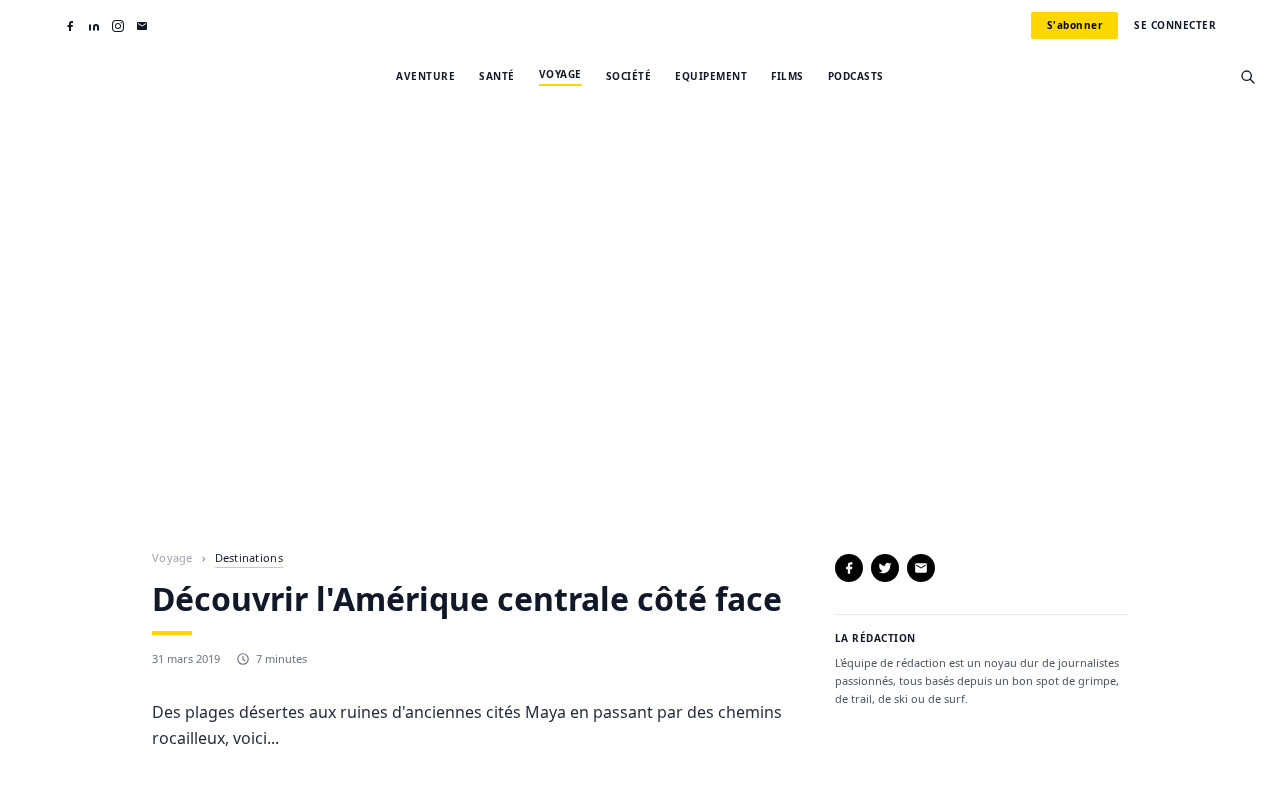 S'abonner
SE CONNECTER
AVENTURE SANTÉ VOYAGE SOCIÉTÉ EQUIPEMENT FILMS PODCASTS
Voyage › Destinations
Découvrir l'Amérique centrale côté face
31 mars 2019 7 minutes
Des plages désertes aux ruines d'anciennes cités Maya en passant par des chemins
rocailleux, voici...
LA RÉDACTION
L'équipe de rédaction est un noyau dur de journalistes
passionnés, tous basés depuis un bon spot de grimpe,
de trail, de ski ou de surf.